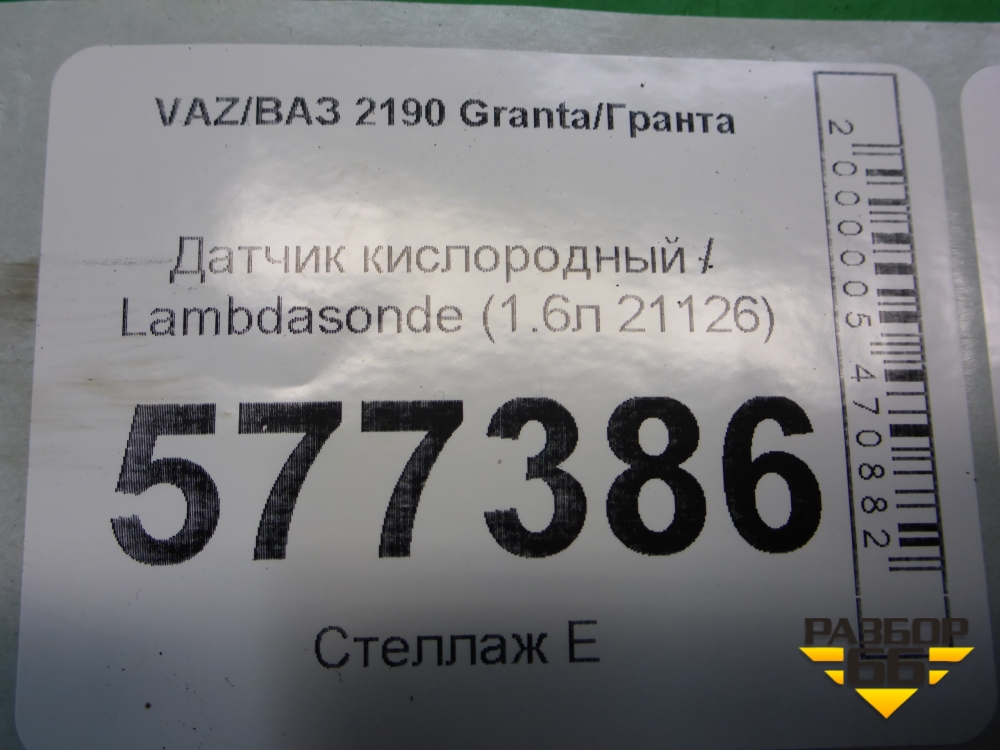 VAZ/ВАЗ 2190 Granta/Гранта
Датчик кислородный /
Lambdasonde (1.6л 21126)
577386
Стеллаж E
2000005470882
РАЗБОР
66